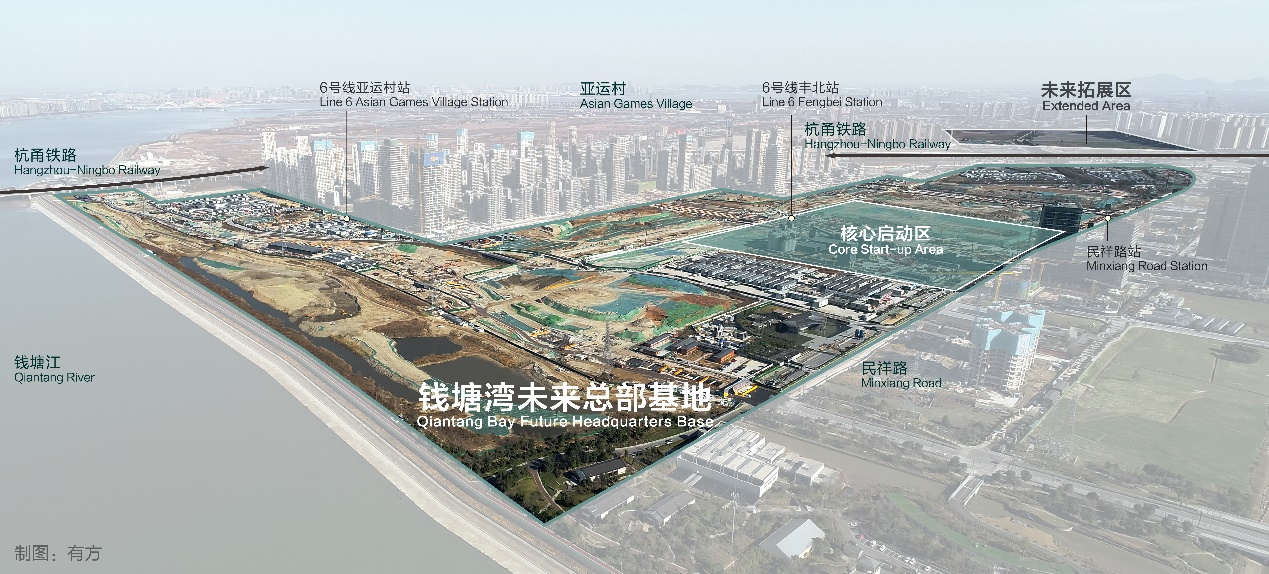 6号线亚运村站
Line 6 Asian Games Village Station
亚运村
Asian Games Village
6号线丰北站
Line 6 Fengbei Station
未来拓展区
Extended Area
杭甬铁路
Hangzhou-Ningbo Railway
杭甬铁路
Hangzhou-Ningbo Railway
核心启动区
Core Start-up Area
民祥路站
Minxiang Road Station
钱塘江
Qiantang River
民祥路
Minxiang Road
钱塘湾未来总部基地
Qiantang Bay Future Headquarters Base
制图：有方